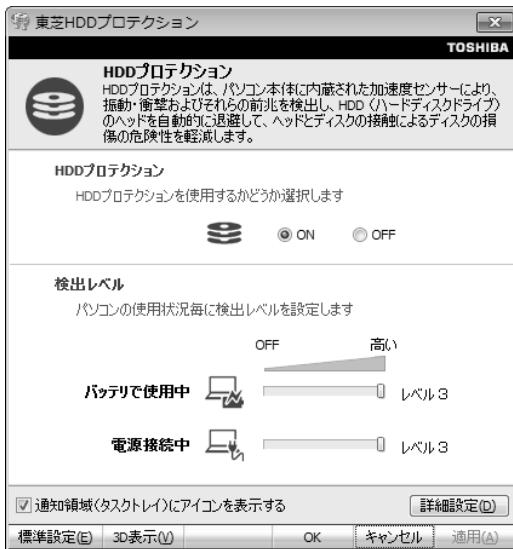 東芝HDDプロテクション
TOSHIBA
HDDプロテクション
HDDプロテクションは、パソコン本体に内蔵された加速度センサーにより、
振動・衝撃およびそれらの前兆を検出し、HDD（ハードディスクドライブ）
のヘッドを自動的に退避して、ヘッドとディスクの接触によるディスクの損
傷の危険性を軽減します。
HDDプロテクション
HDDプロテクションを使用するかどうか選択します
ON OFF
検出レベル
パソコンの使用状況毎に検出レベルを設定します
OFF 高い
バッテリで使用中 レベル3
電源接続中 レベル3
通知領域(タスクトレイ)にアイコンを表示する 詳細設定(D)
標準設定(E) 3D表示(V) OK キャンセル 適用(A)